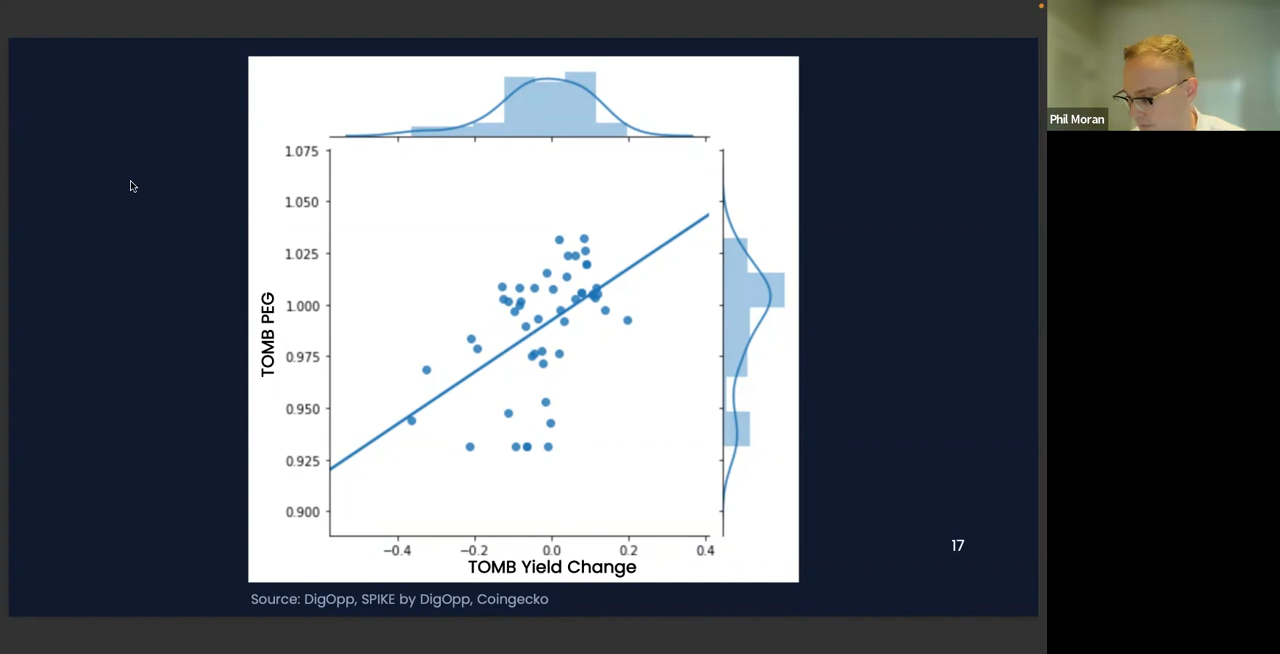 Phil Moran
1.075
1.050
1.025
1.000
0.975
0.950
0.925
0.900
TOMB PEG
−0.4 −0.2 0.0 0.2 0.4
TOMB Yield Change
17
Source: DigOpp, SPIKE by DigOpp, Coingecko